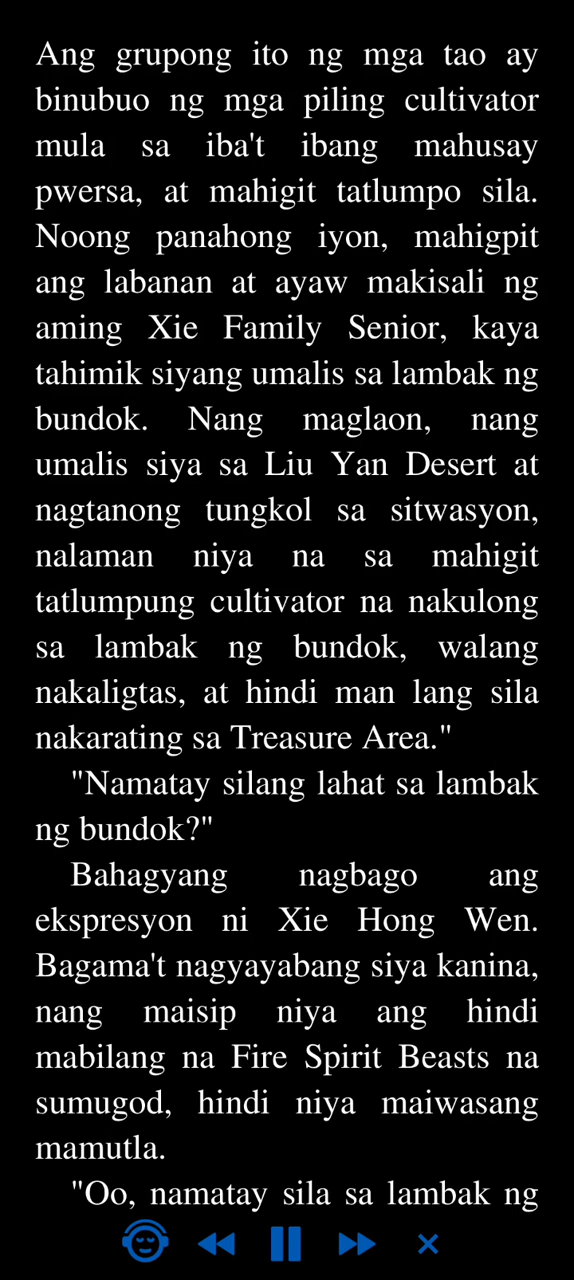 Ang grupong ito ng mga tao ay
binubuo ng mga piling cultivator
mula sa iba't ibang mahusay
pwersa, at mahigit tatlumpo sila.
Noong panahong iyon, mahigpit
ang labanan at ayaw makisali ng
aming Xie Family Senior, kaya
tahimik siyang umalis sa lambak ng
bundok. Nang maglaon, nang
umalis siya sa Liu Yan Desert at
nagtanong tungkol sa sitwasyon,
nalaman niya na sa mahigit
tatlumpung cultivator na nakulong
sa lambak ng bundok, walang
nakaligtas, at hindi man lang sila
nakarating sa Treasure Area."
"Namatay silang lahat sa lambak
ng bundok?"
Bahagyang nagbago ang
ekspresyon ni Xie Hong Wen.
Bagama't nagyayabang siya kanina,
nang maisip niya ang hindi
mabilang na Fire Spirit Beasts na
sumugod, hindi niya maiwasang
mamutla.
"Oo, namatay sila sa lambak ng